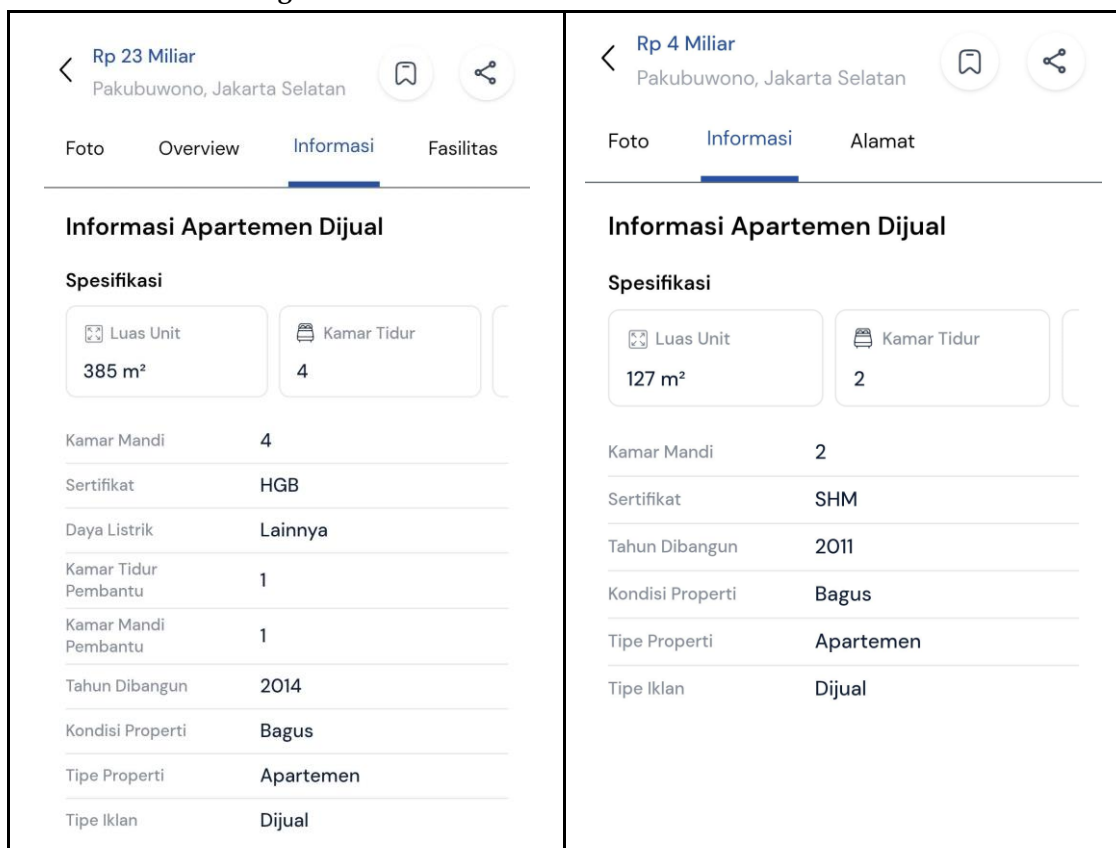 Rp 23 Miliar
Pakubuwono, Jakarta Selatan
Foto Overview Informasi Fasilitas
Informasi Apartemen Dijual
Spesifikasi
Luas Unit
385 m²
Kamar Tidur
4
Kamar Mandi 4
Sertifikat HGB
Daya Listrik Lainnya
Kamar Tidur
Pembantu 1
Kamar Mandi
Pembantu 1
Tahun Dibangun 2014
Kondisi Properti Bagus
Tipe Properti Apartemen
Tipe Iklan Dijual
Rp 4 Miliar
Pakubuwono, Jakarta Selatan
Foto Informasi Alamat
Informasi Apartemen Dijual
Spesifikasi
Luas Unit
127 m²
Kamar Tidur
2
Kamar Mandi 2
Sertifikat SHM
Tahun Dibangun 2011
Kondisi Properti Bagus
Tipe Properti Apartemen
Tipe Iklan Dijual